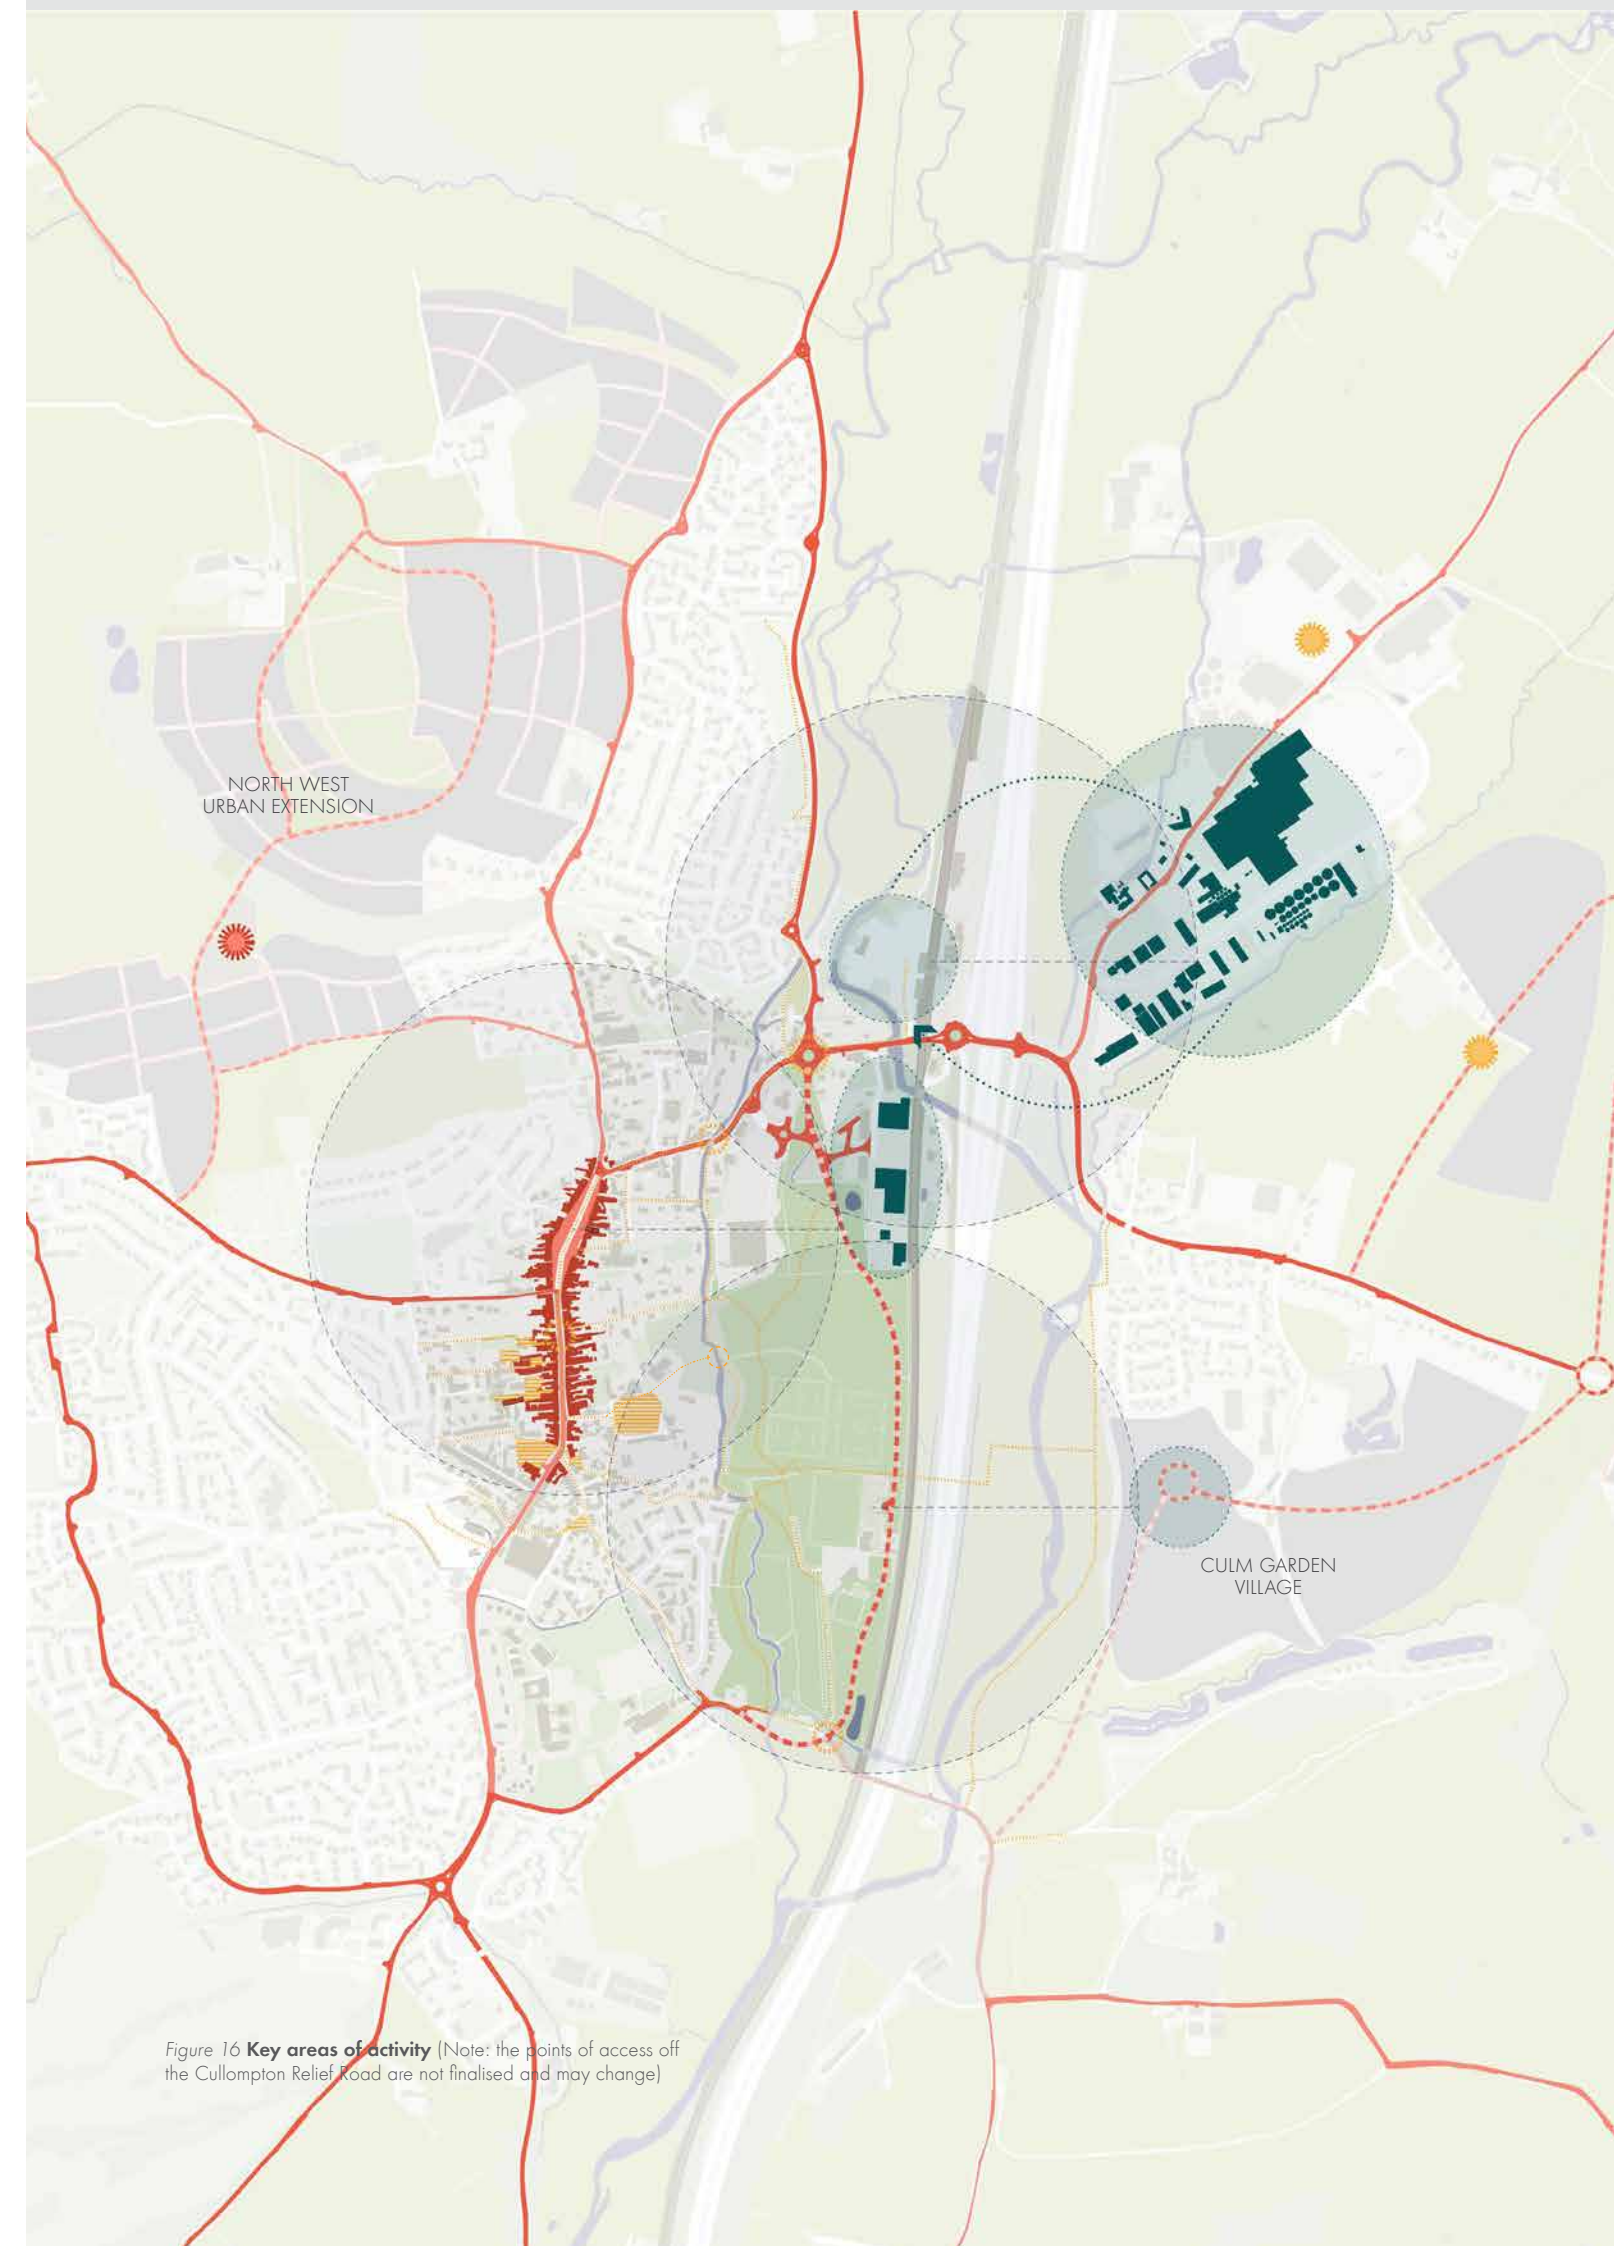 NORTH WEST
URBAN EXTENSION
CULM GARDEN
VILLAGE
Figure 16 Key areas of activity (Note: the points of access off
the Cullompton Relief Road are not finalised and may change)